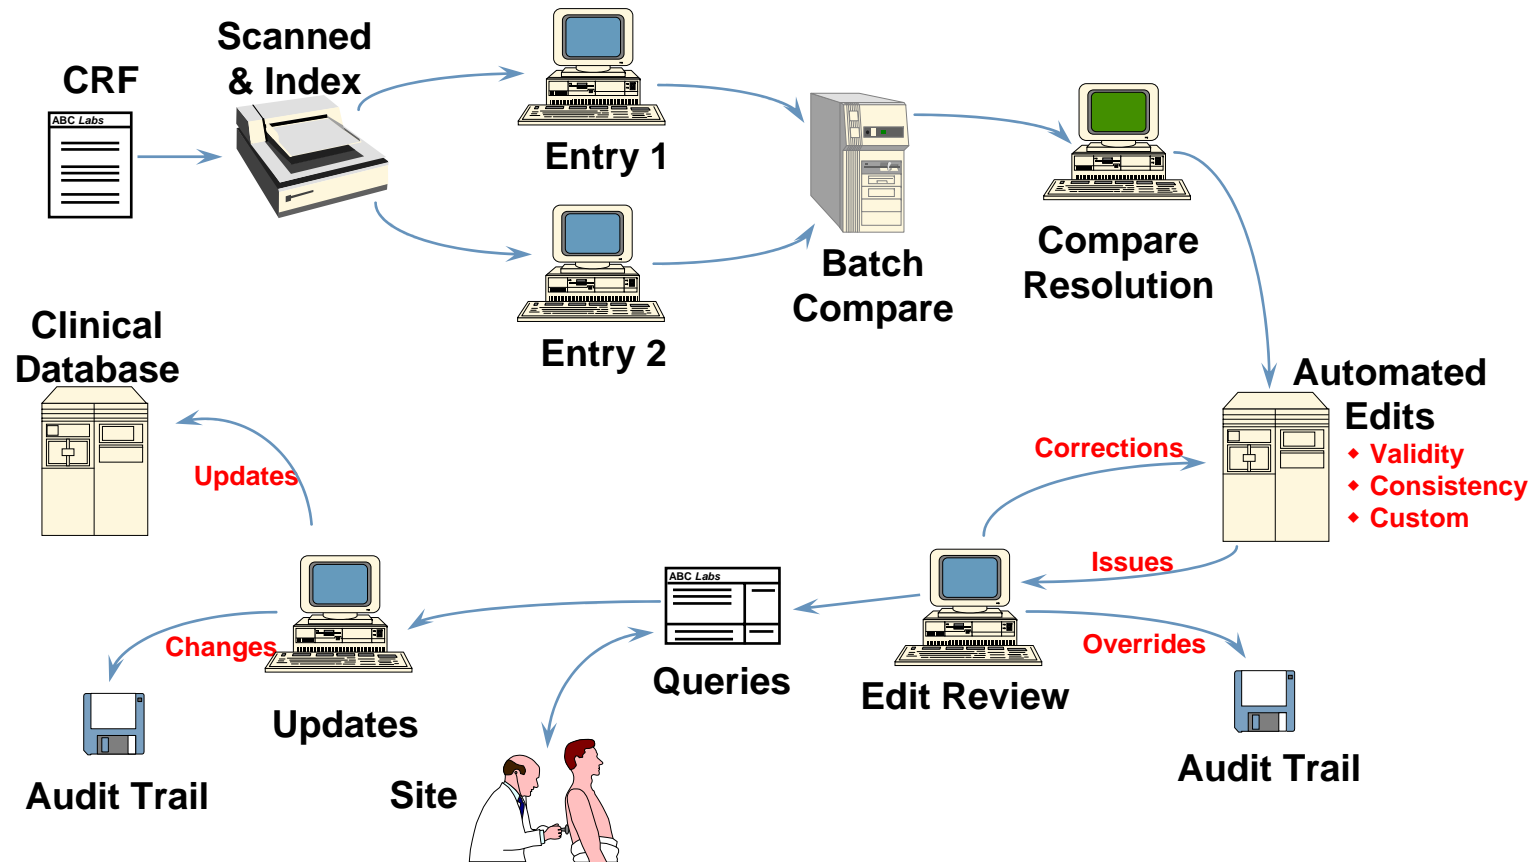 CRF
ABC Labs
Scanned
& Index
Entry 1
Entry 2
Batch
Compare
Compare
Resolution
Automated
Edits
Validity
Consistency
Custom
Corrections
Issues
Edit Review
Overrides
Audit Trail
ABC Labs
Queries
Site
Updates
Changes
Audit Trail
Updates
Clinical
Database